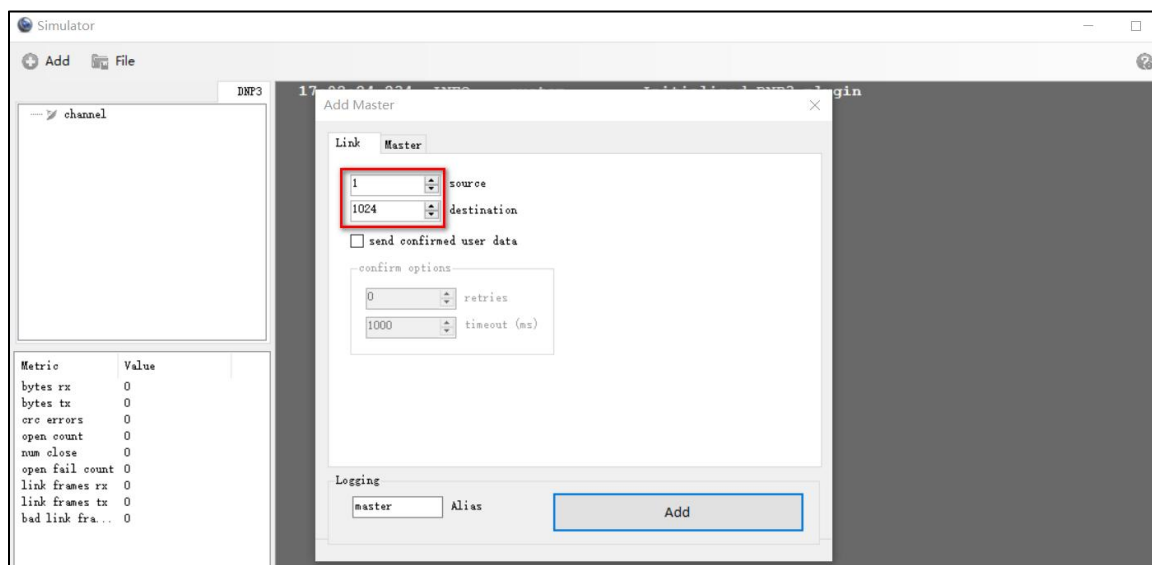 Simulator
Add File
DNP3
channel
Metric Value
bytes rx 0
bytes tx 0
crc errors 0
open count 0
num close 0
open fail count 0
link frames rx 0
link frames tx 0
bad link fra... 0
gin
Add Master
Link Master
1 source
1024 destination
send confirmed user data
confirm options
0 retries
1000 timeout (ms)
Logging
master Alias
Add